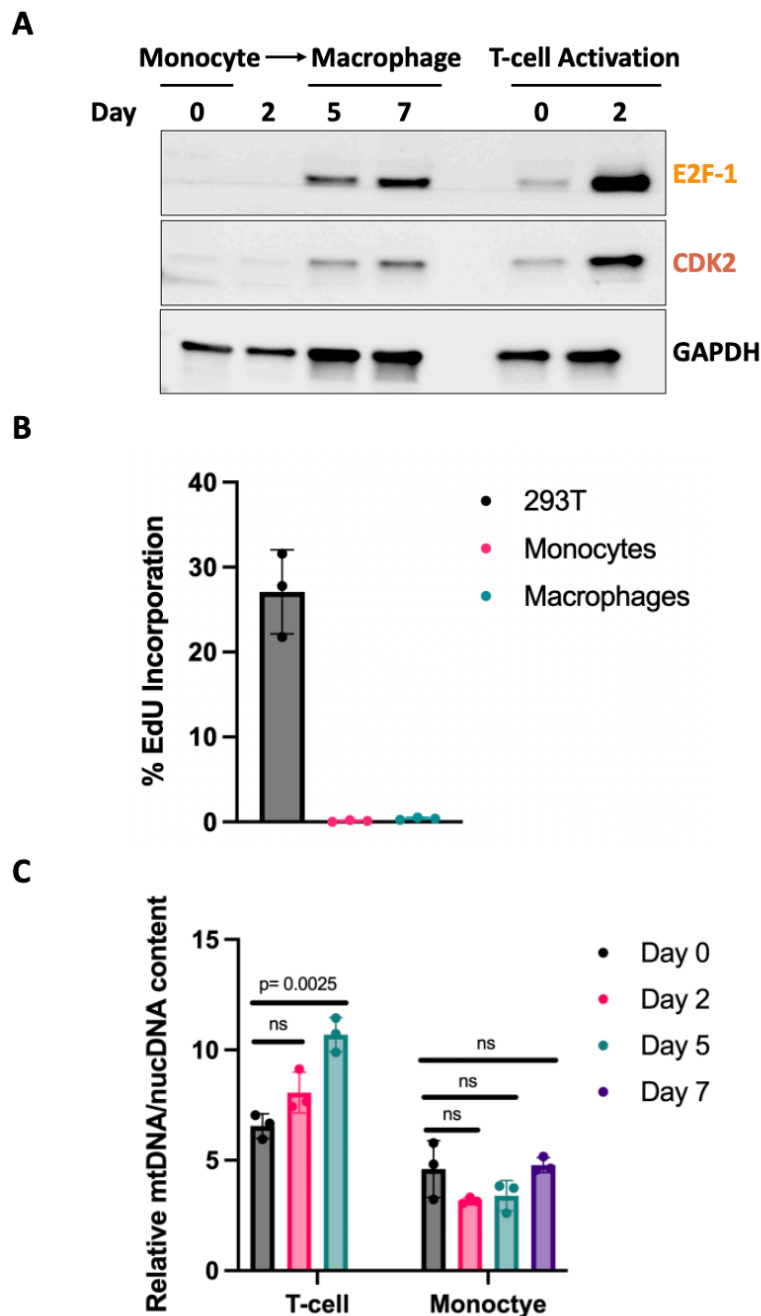 A
Monocyte → Macrophage T-cell Activation
Day 0 2 5 7 0 2
E2F-1
CDK2
GAPDH
B
% EdU Incorporation
40
30
20
10
0
293T
Monocytes
Macrophages
C
Relative mtDNA/nucDNA content
15
10
5
0
p= 0.0025
ns
ns
ns
ns
Day 0
Day 2
Day 5
Day 7
T-cell Monoctye